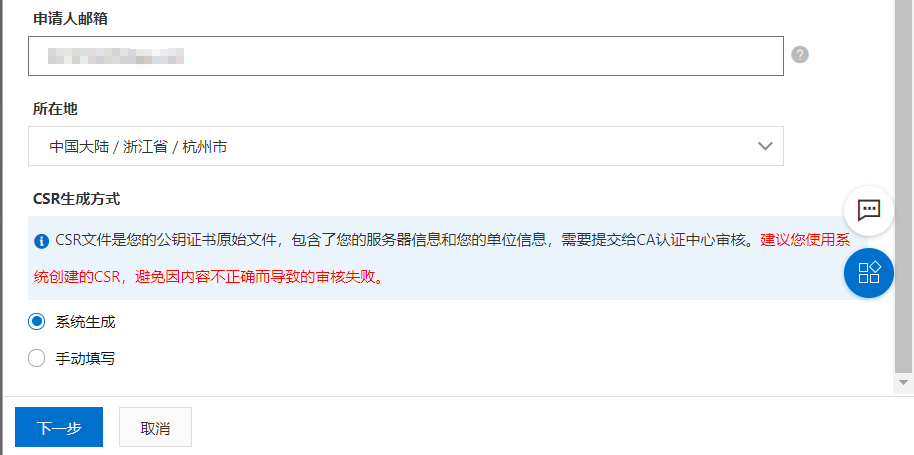 申请人邮箱
所在地
中国大陆 / 浙江省 / 杭州市
CSR生成方式
CSR文件是您的公钥证书原始文件，包含了您的服务器信息和您的单位信息，需要提交给CA认证中心审核。建议您使用系
统创建的CSR，避免因内容不正确而导致的审核失败。
系统生成
手动填写
下一步
取消